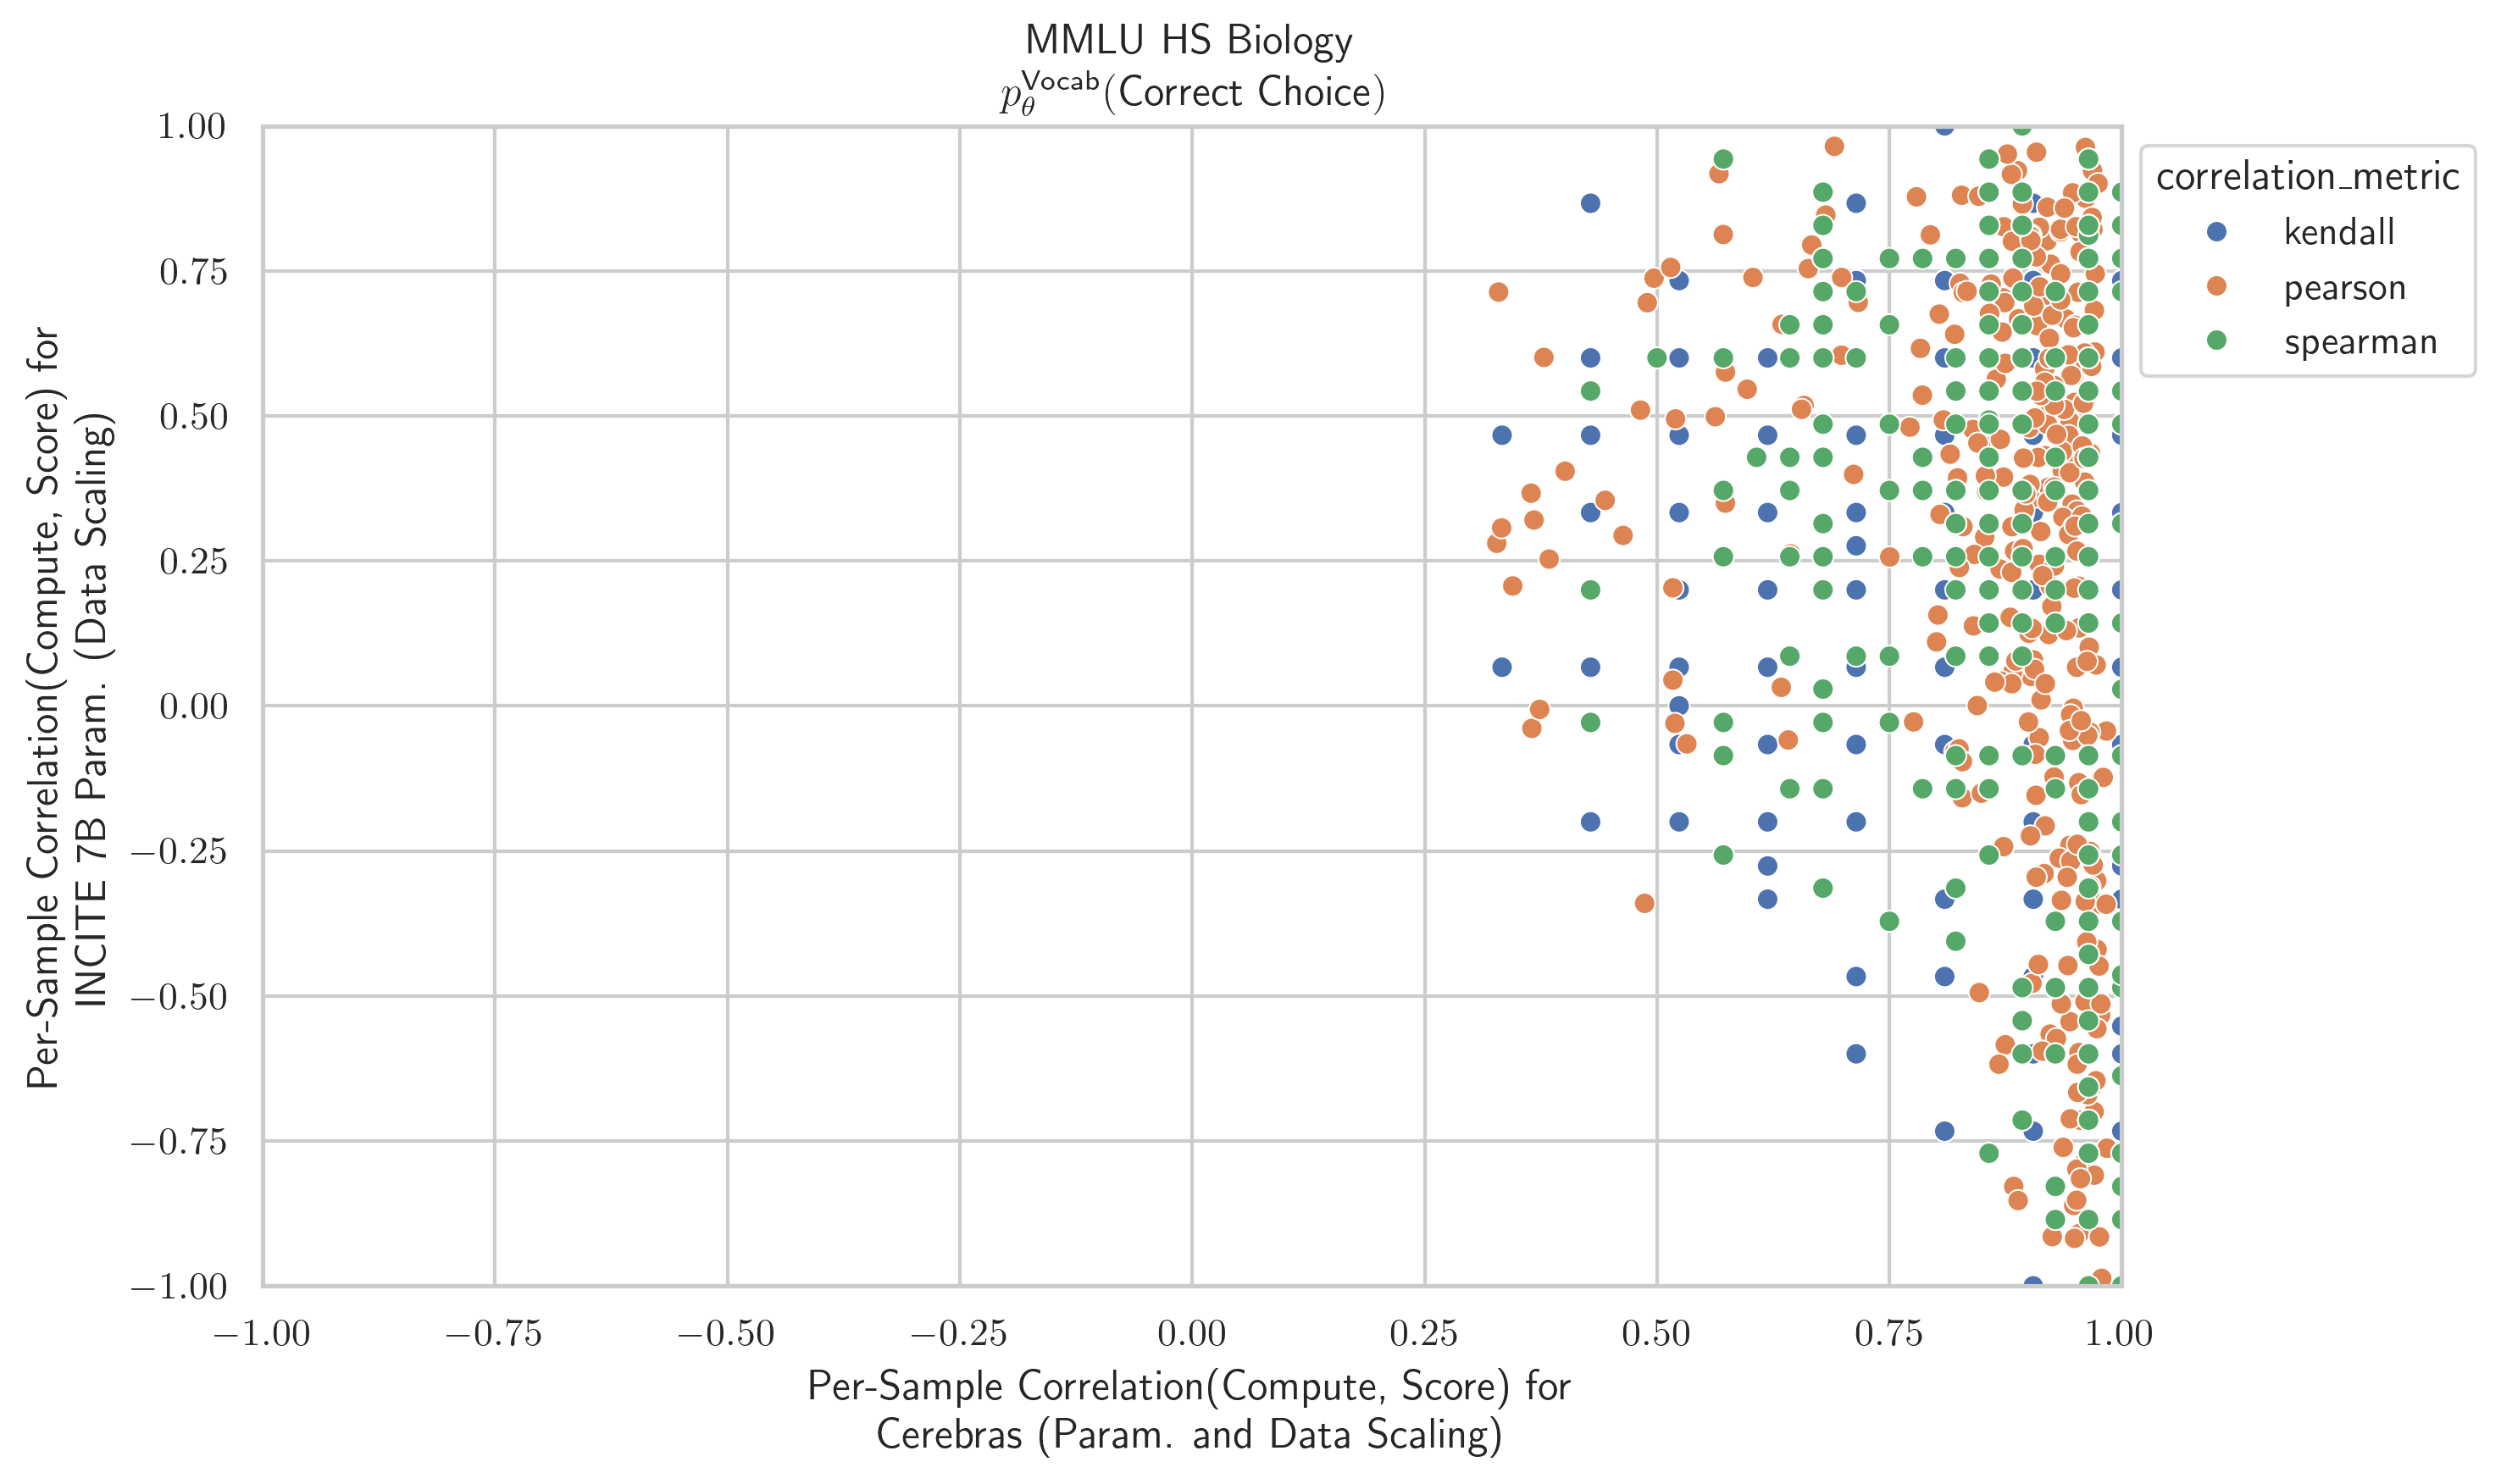 MMLU HS Biology
p_θ^Vocab(Correct Choice)
1.00
0.75
0.50
0.25
0.00
−0.25
−0.50
−0.75
−1.00
Per-Sample Correlation(Compute, Score) for
INCITE 7B Param. (Data Scaling)
correlation_metric
kendall
pearson
spearman
−1.00 −0.75 −0.50 −0.25 0.00 0.25 0.50 0.75 1.00
Per-Sample Correlation(Compute, Score) for
Cerebras (Param. and Data Scaling)